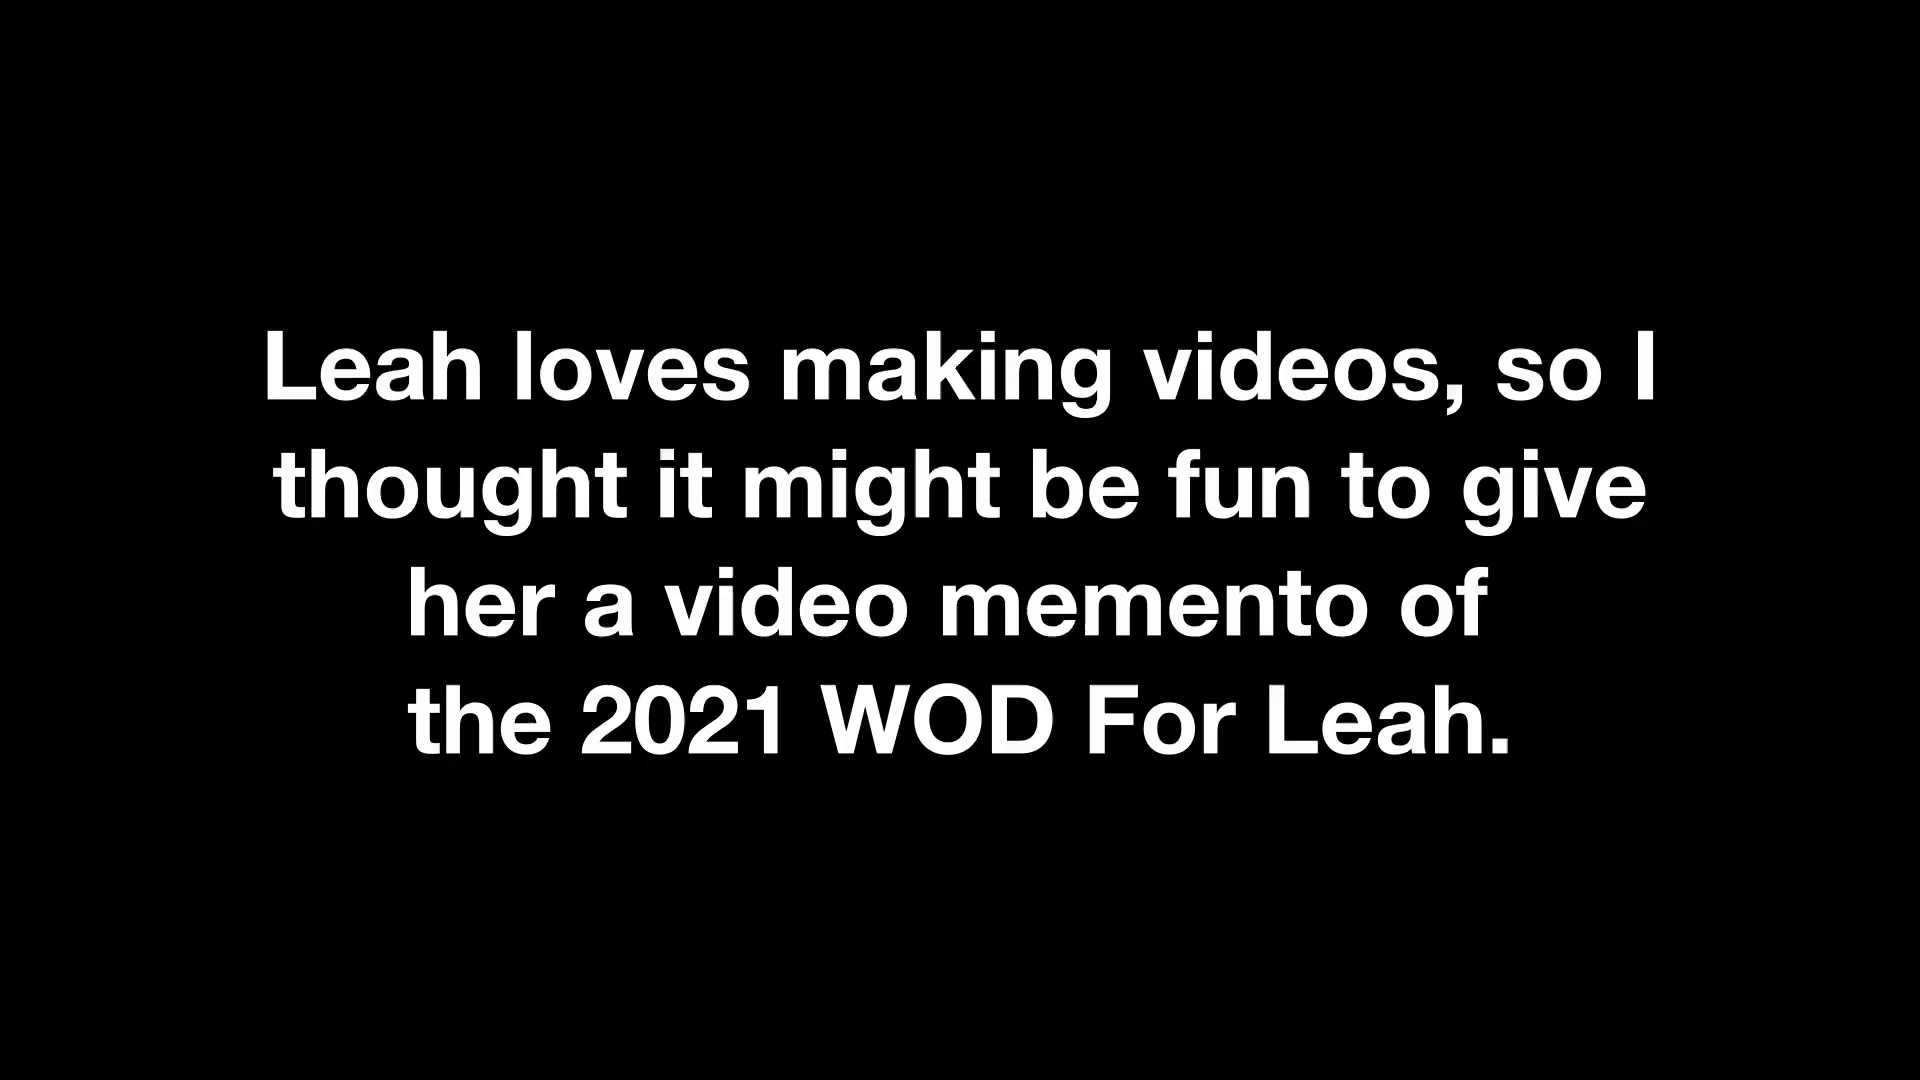 Leah loves making videos, so I
thought it might be fun to give
her a video memento of
the 2021 WOD For Leah.